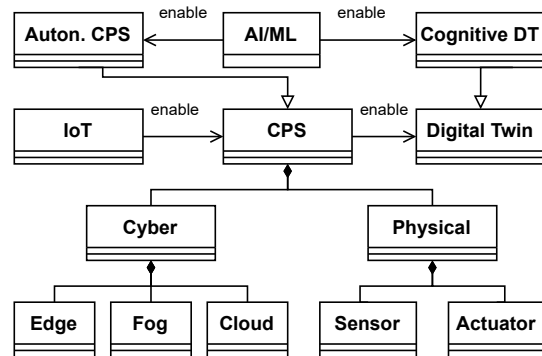 enable
enable
Auton. CPS
AI/ML
Cognitive DT
enable
enable
IoT
CPS
Digital Twin
Cyber
Physical
Edge
Fog
Cloud
Sensor
Actuator